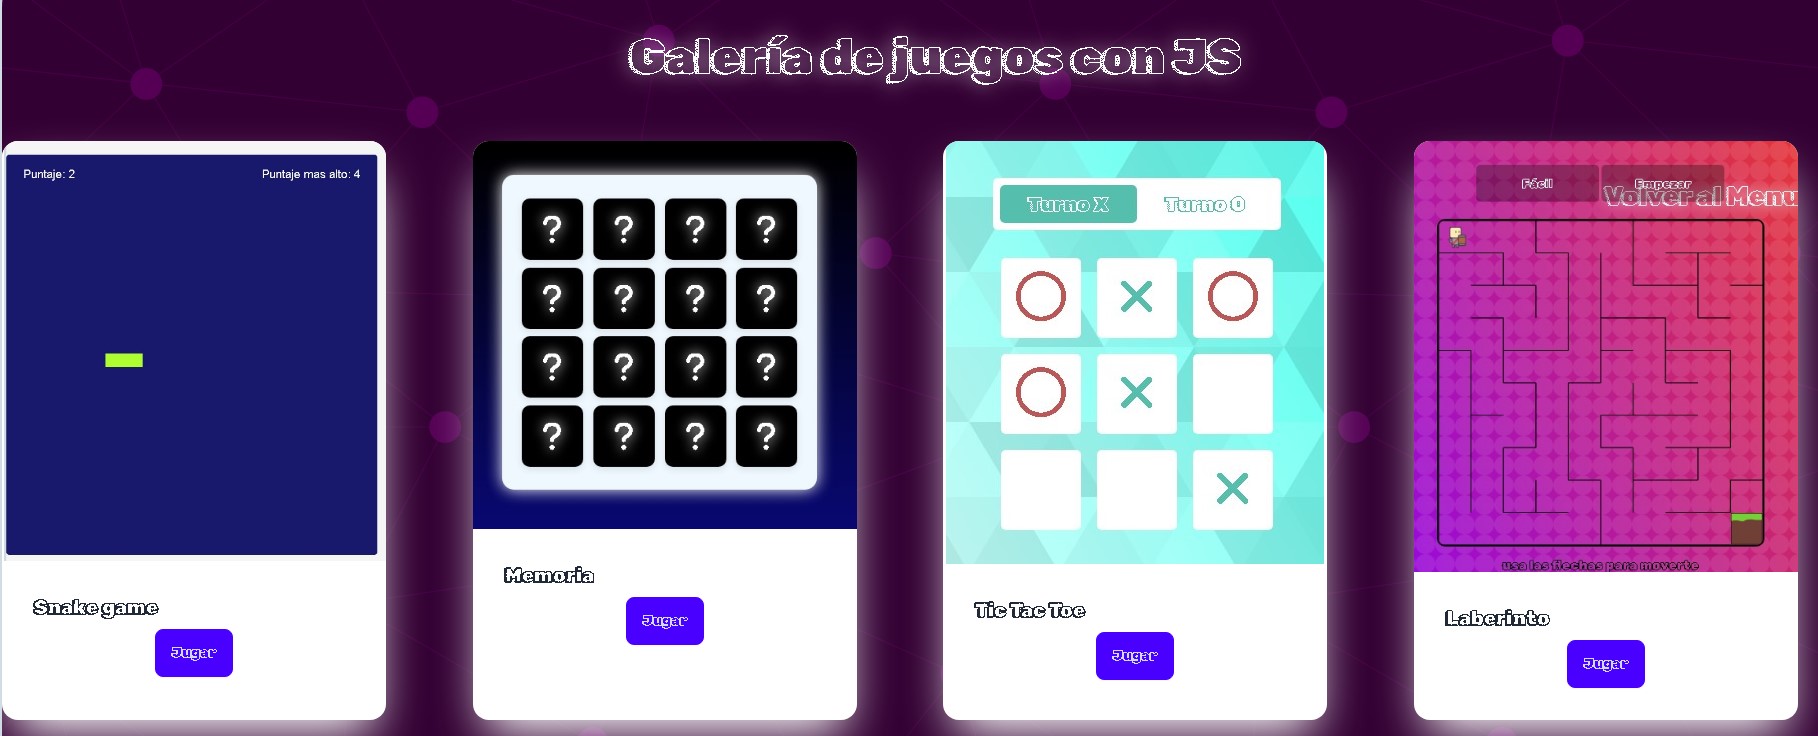 Galería de juegos con JS
Puntaje: 2
Puntaje mas alto: 4
Snake game
Jugar
? ? ? ?
? ? ? ?
? ? ? ?
? ? ? ?
Memoria
Jugar
Turno X
Turno O
Tic Tac Toe
Jugar
Fácil
Empezar
Volver al Menu
usa las flechas para moverte
Laberinto
Jugar